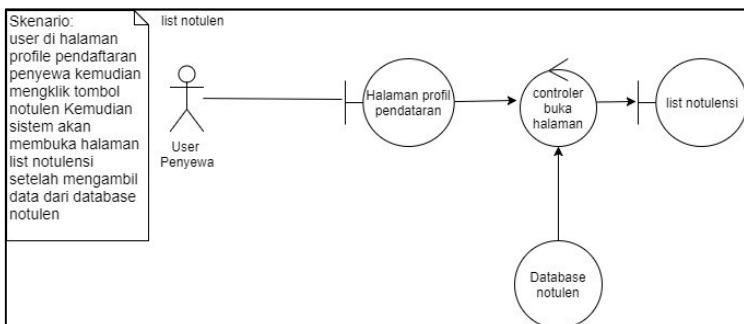 Skenario:
user di halaman
profile pendaftaran
penyewa kemudian
mengklik tombol
notulen Kemudian
sistem akan
membuka halaman
list notulensi
setelah mengambil
data dari database
notulen
list notulen
User
Penyewa
Halaman profil
pendataran
controler
buka
halaman
list notulensi
Database
notulen